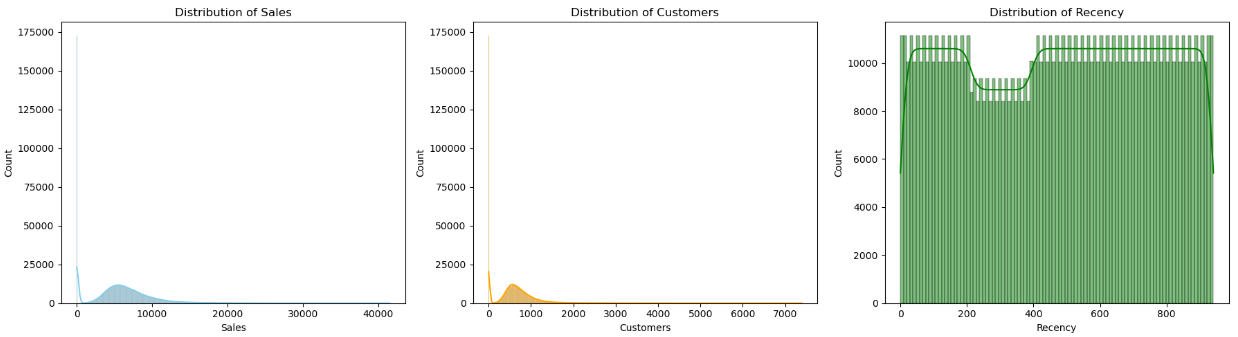 Distribution of Sales
Count
175000
150000
125000
100000
75000
50000
25000
0
0 10000 20000 30000 40000
Sales
Distribution of Customers
Count
175000
150000
125000
100000
75000
50000
25000
0
0 1000 2000 3000 4000 5000 6000 7000
Customers
Distribution of Recency
Count
10000
8000
6000
4000
2000
0
0 200 400 600 800
Recency